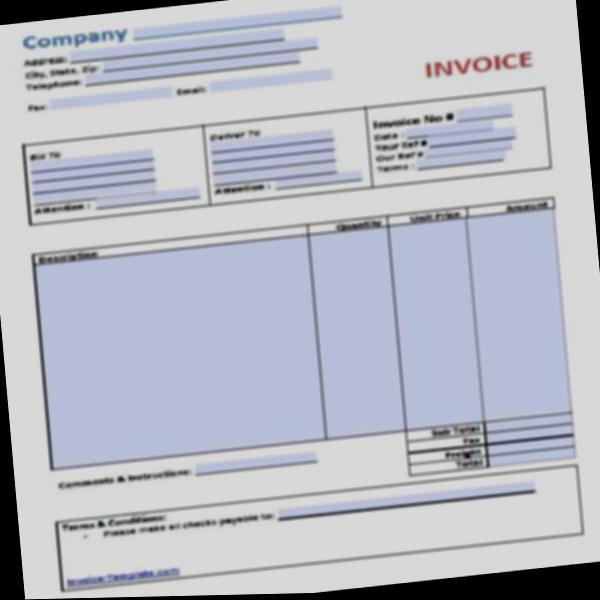 Company
Address:
City, State, Zip:
Telephone:
Fax: Email:
INVOICE
Bill To
Attention :
Deliver To
Attention :
Invoice No #
Date :
Your Ref #
Our Ref #
Terms :
Description Quantity Unit Price Amount
Sub Total
Tax
Freight
Total
Comments & Instructions:
Terms & Conditions:
- Please make all checks payable to:
Invoice-Template.com